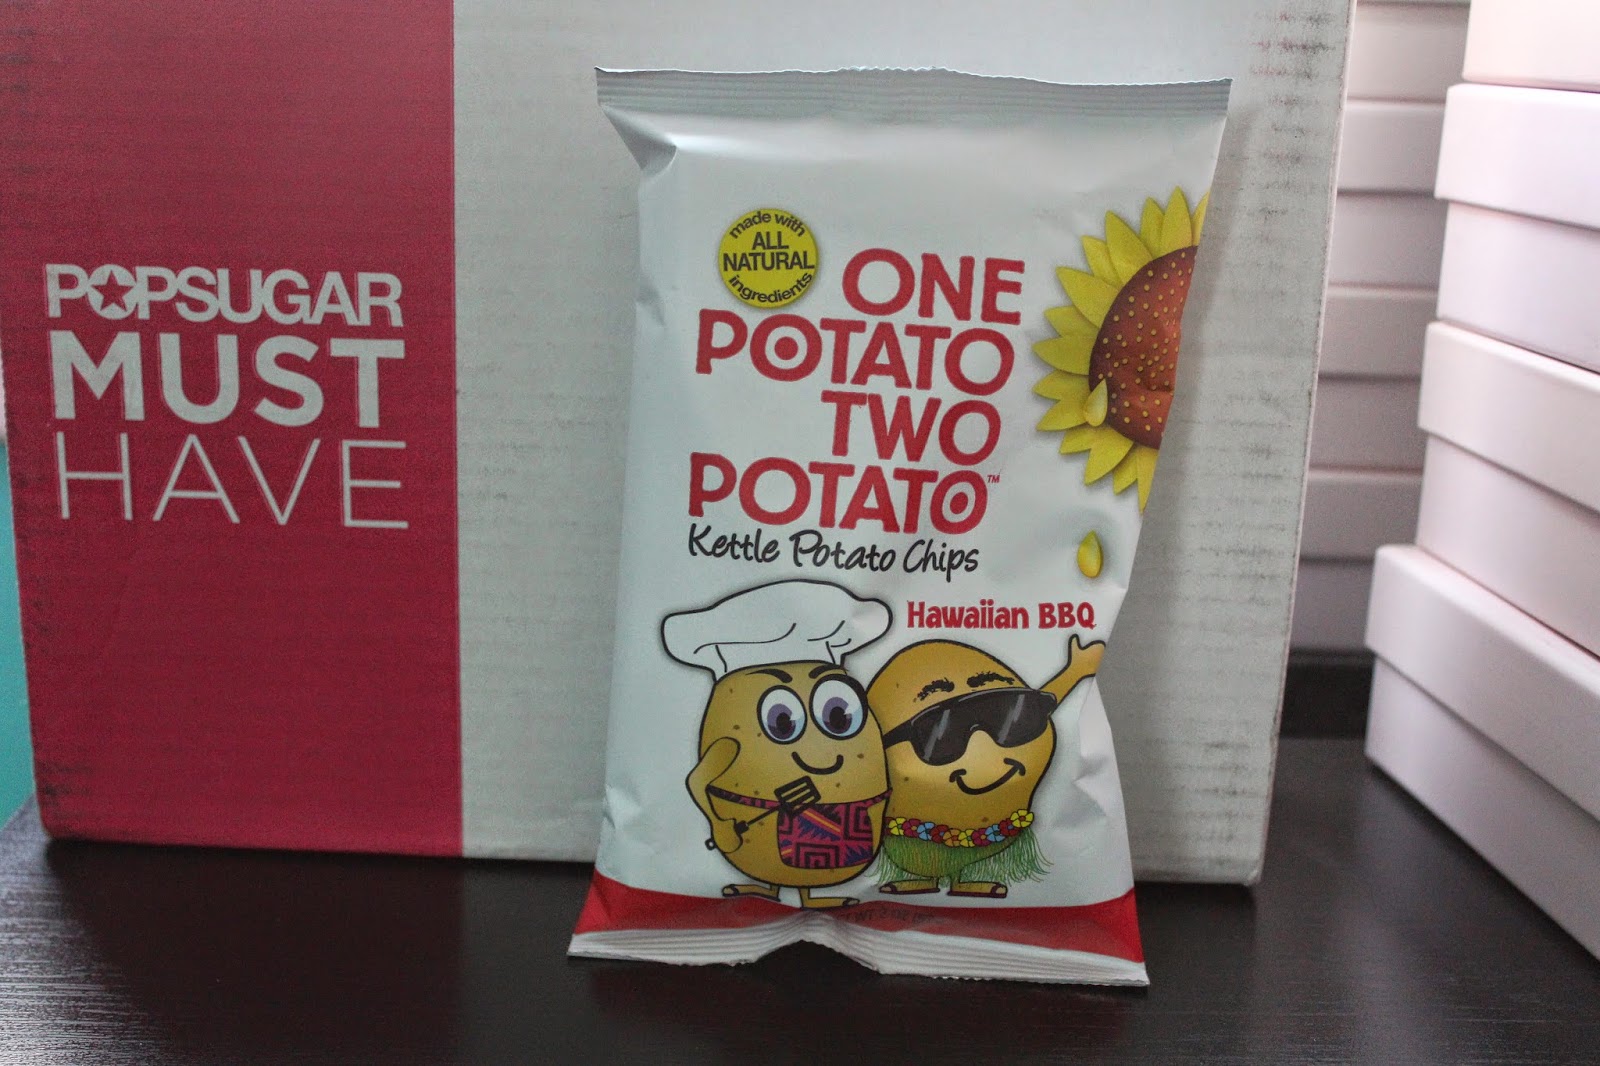 POPSUGAR
MUST
HAVE
made with
ALL
NATURAL
ingredients
ONE
POTATO
TWO
POTATO™
Kettle Potato Chips
Hawaiian BBQ